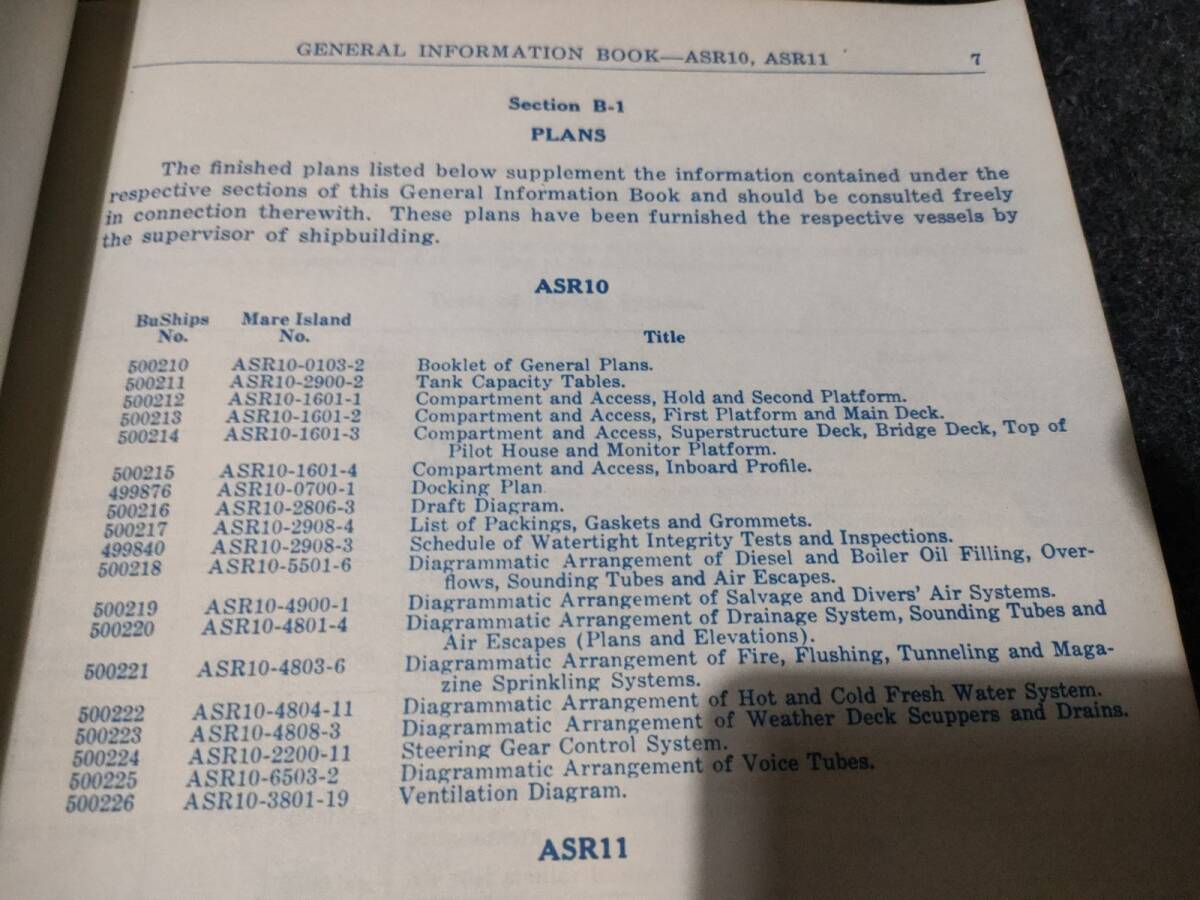 GENERAL INFORMATION BOOK—ASR10, ASR11 7
Section B-1
PLANS
The finished plans listed below supplement the information contained under the
respective sections of this General Information Book and should be consulted freely
in connection therewith. These plans have been furnished the respective vessels by
the supervisor of shipbuilding.
ASR10
BuShips No. Mare Island No. Title
500210 ASR10-0103-2 Booklet of General Plans.
500211 ASR10-2900-2 Tank Capacity Tables.
500212 ASR10-1601-1 Compartment and Access, Hold and Second Platform.
500213 ASR10-1601-2 Compartment and Access, First Platform and Main Deck.
500214 ASR10-1601-3 Compartment and Access, Superstructure Deck, Bridge Deck, Top of
Pilot House and Monitor Platform.
500215 ASR10-1601-4 Compartment and Access, Inboard Profile.
499876 ASR10-0700-1 Docking Plan
500216 ASR10-2806-3 Draft Diagram.
500217 ASR10-2908-4 List of Packings, Gaskets and Grommets.
499840 ASR10-2908-3 Schedule of Watertight Integrity Tests and Inspections.
500218 ASR10-5501-6 Diagrammatic Arrangement of Diesel and Boiler Oil Filling, Over-
flows, Sounding Tubes and Air Escapes.
500219 ASR10-4900-1 Diagrammatic Arrangement of Salvage and Divers' Air Systems.
500220 ASR10-4801-4 Diagrammatic Arrangement of Drainage System, Sounding Tubes and
Air Escapes (Plans and Elevations).
500221 ASR10-4803-6 Diagrammatic Arrangement of Fire, Flushing, Tunneling and Maga-
zine Sprinkling Systems.
500222 ASR10-4804-11 Diagrammatic Arrangement of Hot and Cold Fresh Water System.
500223 ASR10-4808-3 Diagrammatic Arrangement of Weather Deck Scuppers and Drains.
500224 ASR10-2200-11 Steering Gear Control System.
500225 ASR10-6503-2 Diagrammatic Arrangement of Voice Tubes.
500226 ASR10-3801-19 Ventilation Diagram.
ASR11